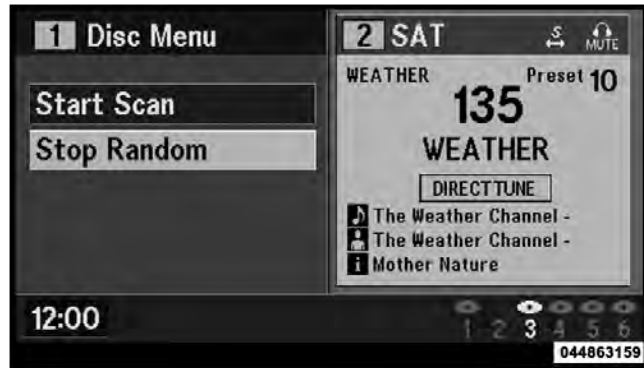 1 Disc Menu
Start Scan
Stop Random
2 SAT
S
MUTE
WEATHER
Preset 10
135
WEATHER
DIRECT TUNE
The Weather Channel -
The Weather Channel -
i Mother Nature
12:00
1 2 3 4 5 6
044863159